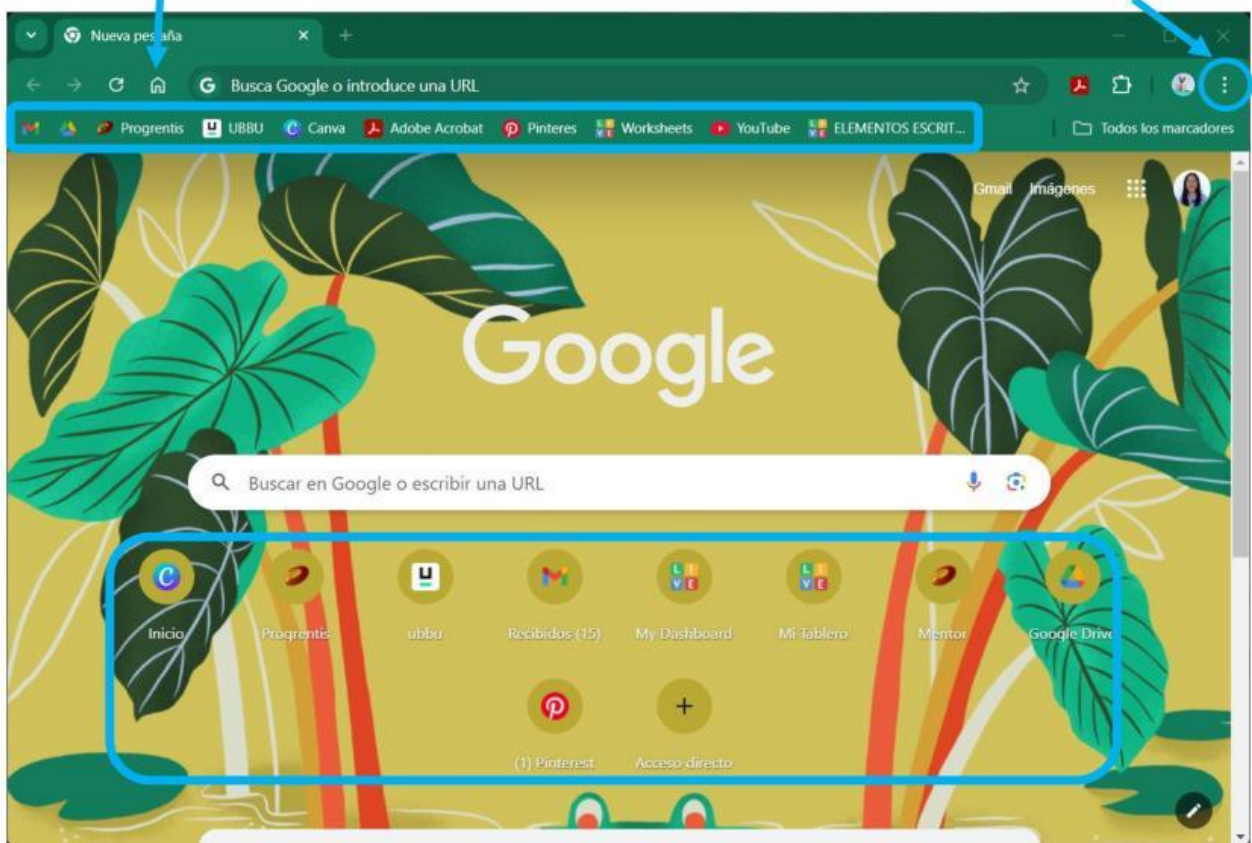 Nueva pestaña
Busca Google o introduce una URL
Progrentis UBBU Canva Adobe Acrobat Pinteres Worksheets YouTube ELEMENTOS ESCRIT... Todos los marcadores
Gmail Imágenes
Google
Buscar en Google o escribir una URL
Inicio Progrentis ubbu Recibidos (15) My Dashboard Mi Tablero Mentor Google Drive
(1) Pinterest Acceso directo